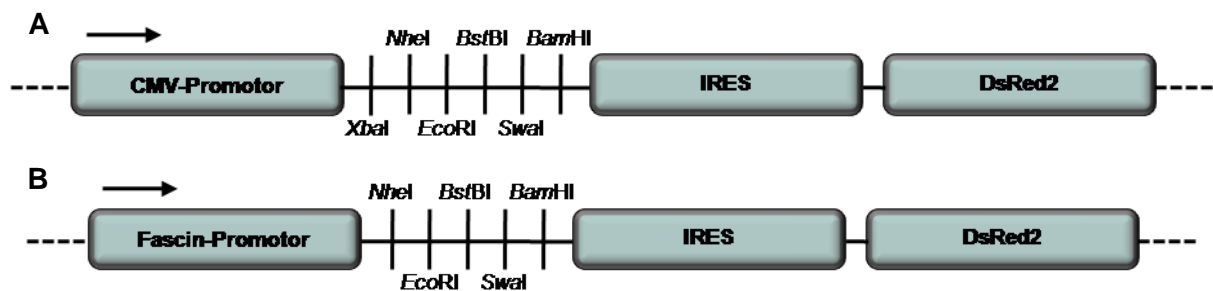 A
NheI BstBI BamHI
CMV-Promotor IRES DsRed2
XbaI EcoRI SwaI
B
NheI BstBI BamHI
Fascin-Promotor IRES DsRed2
EcoRI SwaI